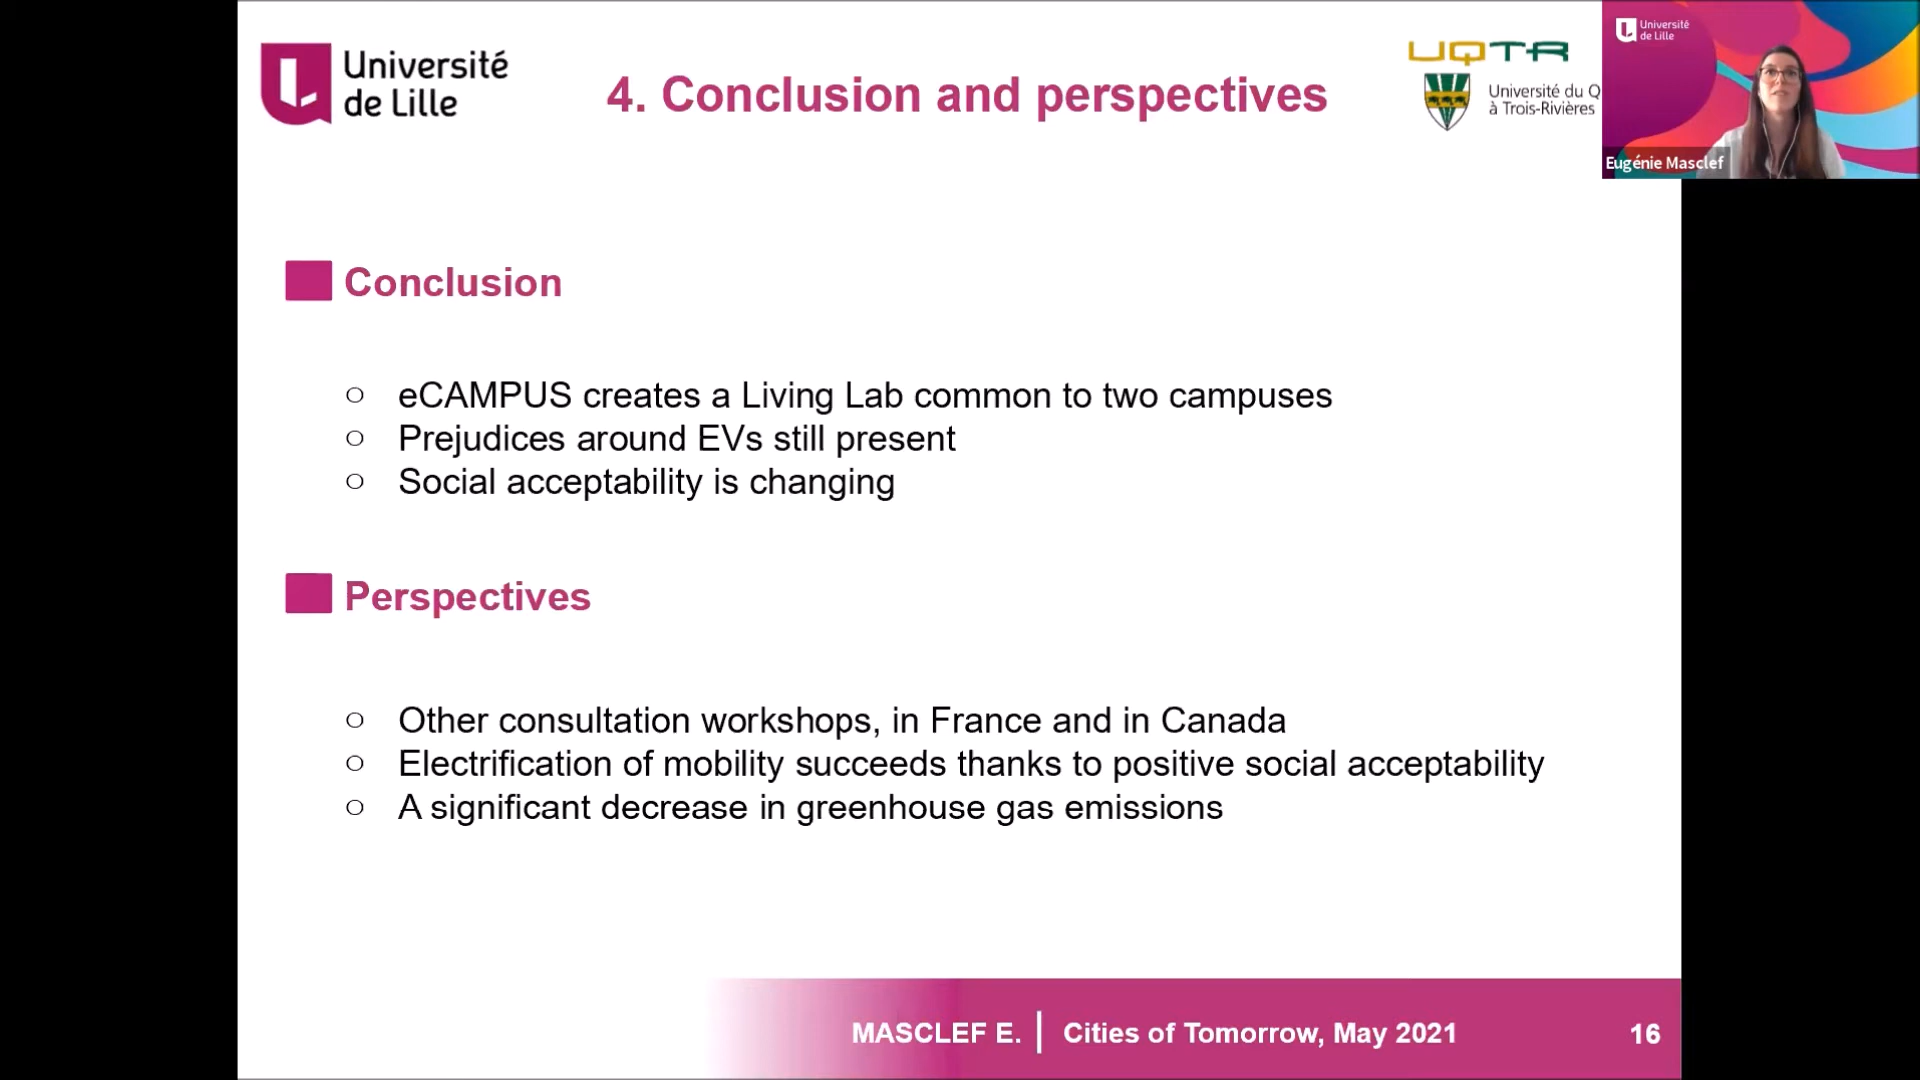 Université
de Lille
4. Conclusion and perspectives
UQTR
Université du Q
à Trois-Rivières
Université
de Lille
Eugénie Masclef
Conclusion
○ eCAMPUS creates a Living Lab common to two campuses
○ Prejudices around EVs still present
○ Social acceptability is changing
Perspectives
○ Other consultation workshops, in France and in Canada
○ Electrification of mobility succeeds thanks to positive social acceptability
○ A significant decrease in greenhouse gas emissions
MASCLEF E. | Cities of Tomorrow, May 2021 16